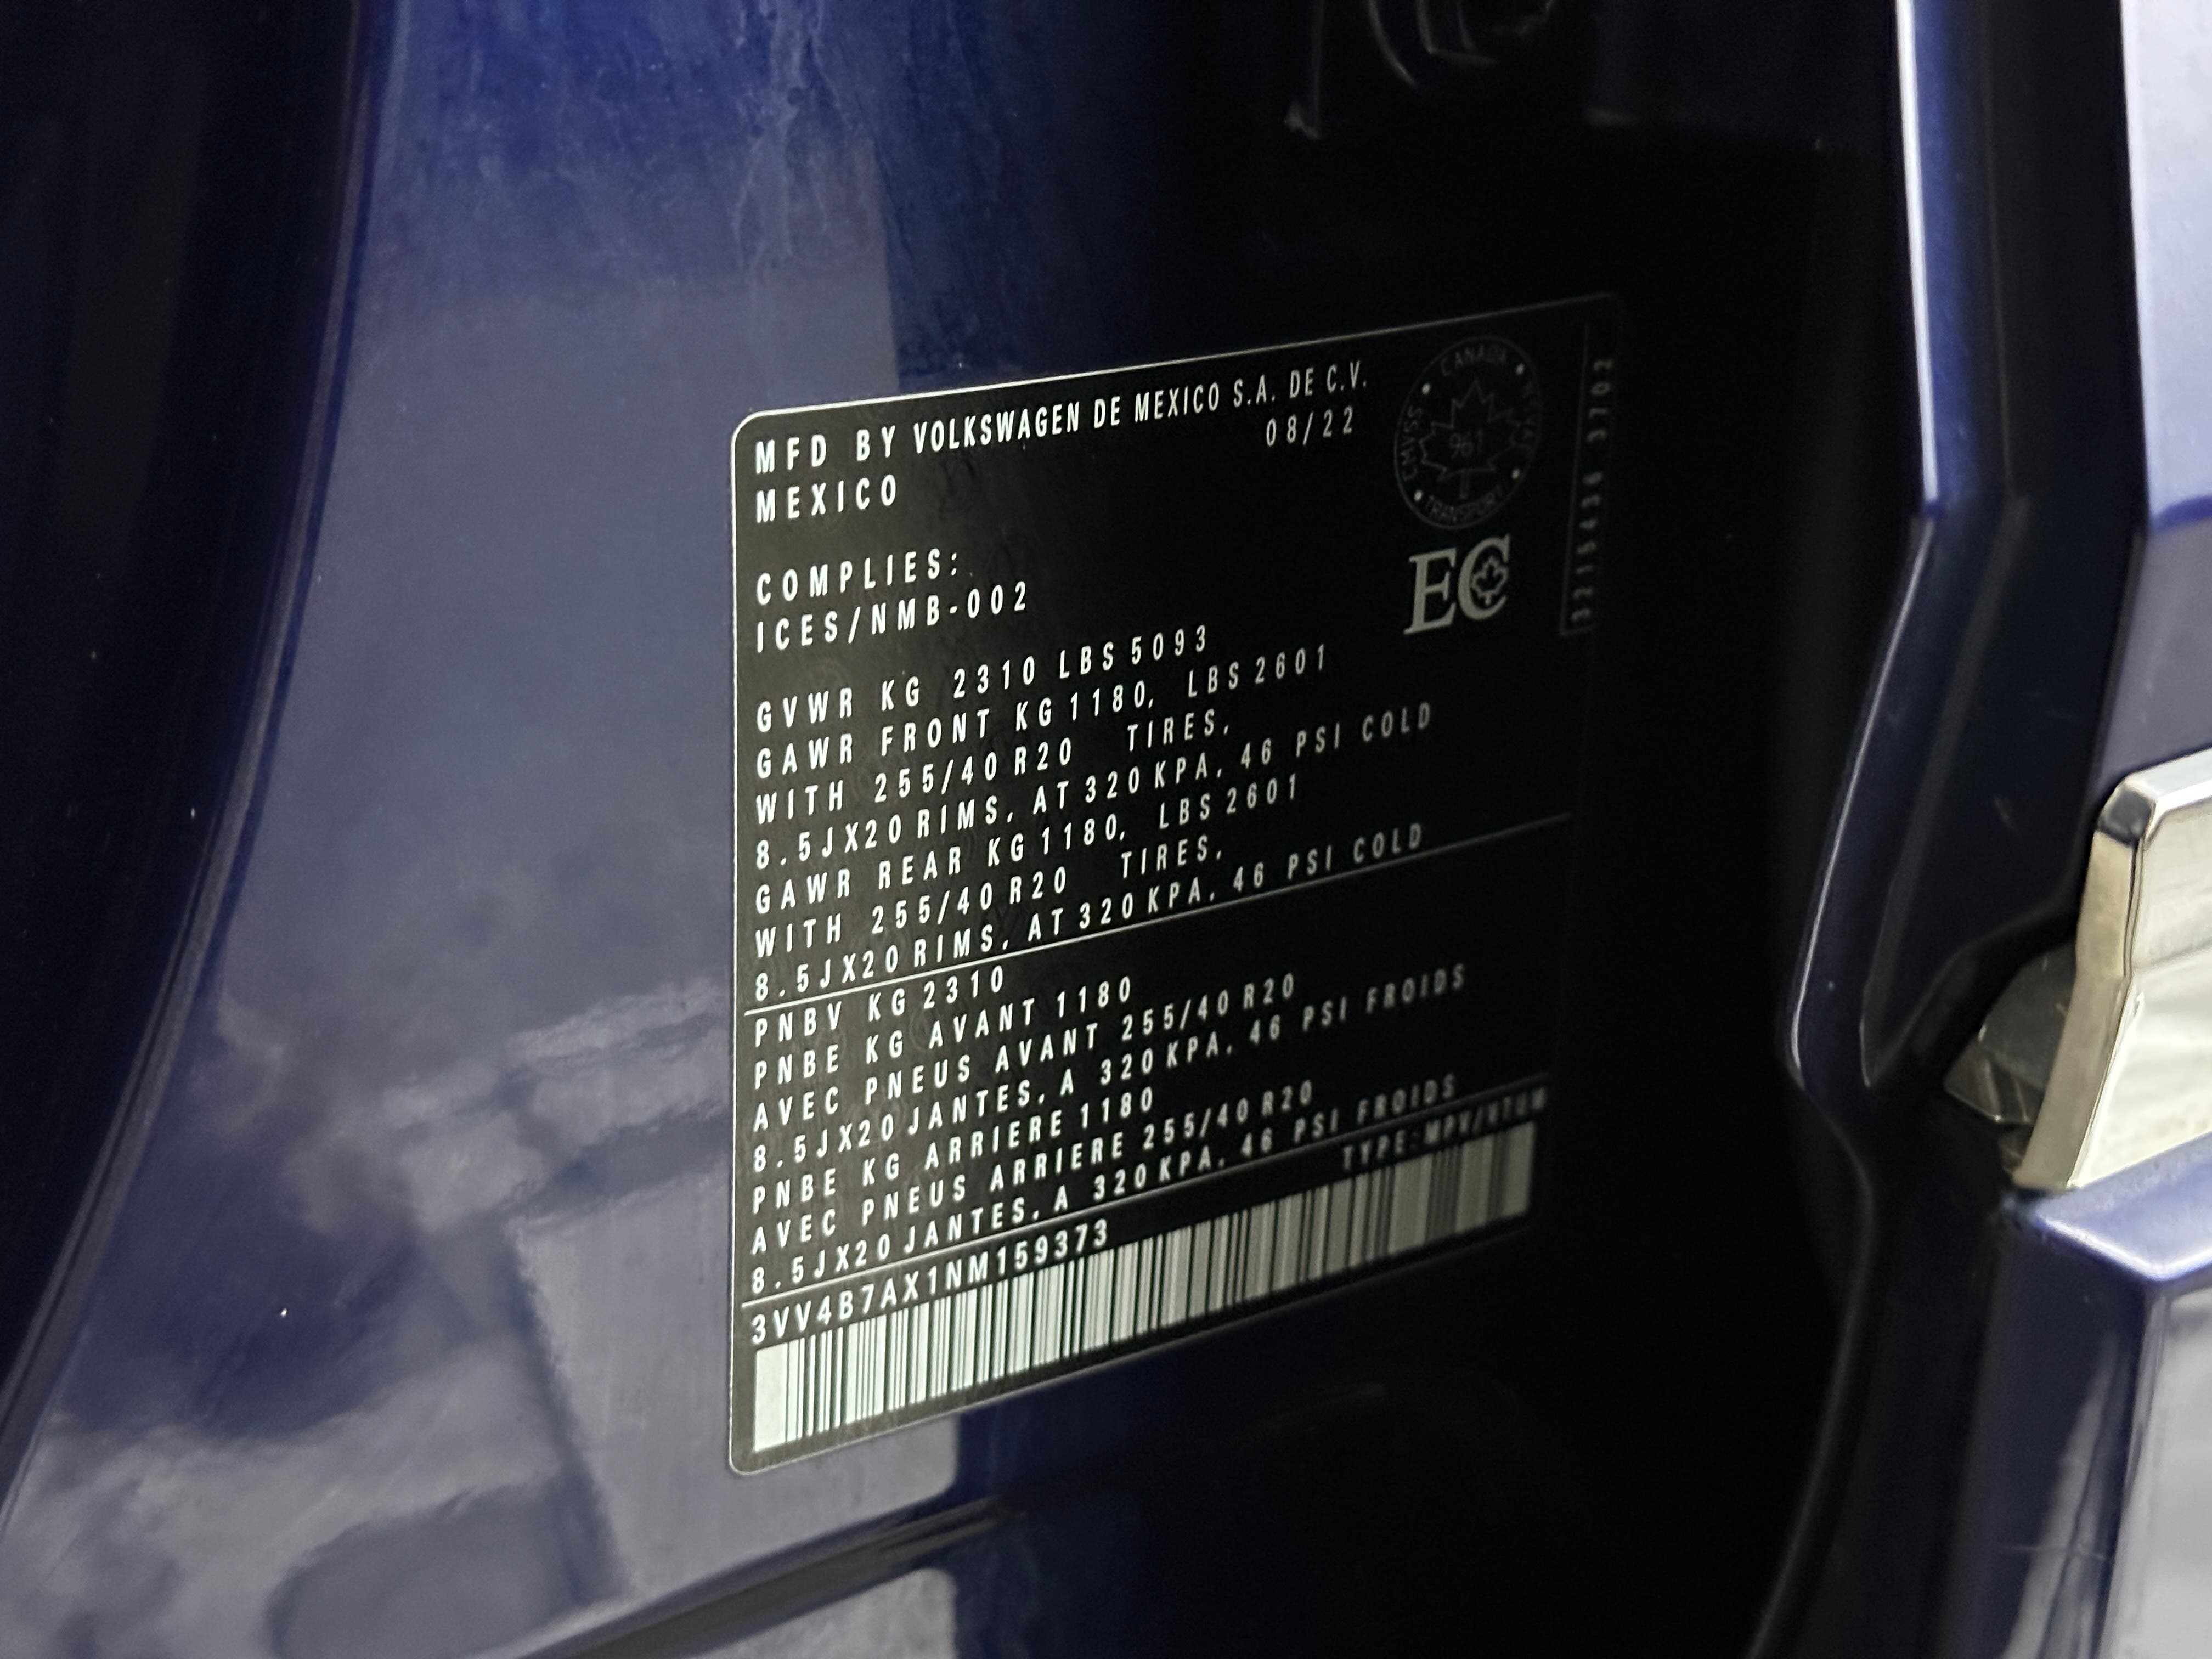 MFD BY VOLKSWAGEN DE MEXICO S.A. DE C.V.
MEXICO 08/22
CANADA
CMVSS
961
TRANSPORT
COMPLIES:
ICES/NMB-002
EC
GVWR KG 2310 LBS 5093
GAWR FRONT KG 1180, LBS 2601
WITH 255/40 R20 TIRES,
8.5JX20 RIMS, AT 320 KPA, 46 PSI COLD
GAWR REAR KG 1180, LBS 2601
WITH 255/40 R20 TIRES,
8.5JX20 RIMS, AT 320 KPA, 46 PSI COLD
PNBV KG 2310
PNBE KG AVANT 1180
AVEC PNEUS AVANT 255/40 R20
8.5JX20 JANTES, A 320 KPA, 46 PSI FROIDS
PNBE KG ARRIERE 1180
AVEC PNEUS ARRIERE 255/40 R20
8.5JX20 JANTES, A 320 KPA, 46 PSI FROIDS
3VV4B7AX1NM159373
TYPE:MPV/VTUM